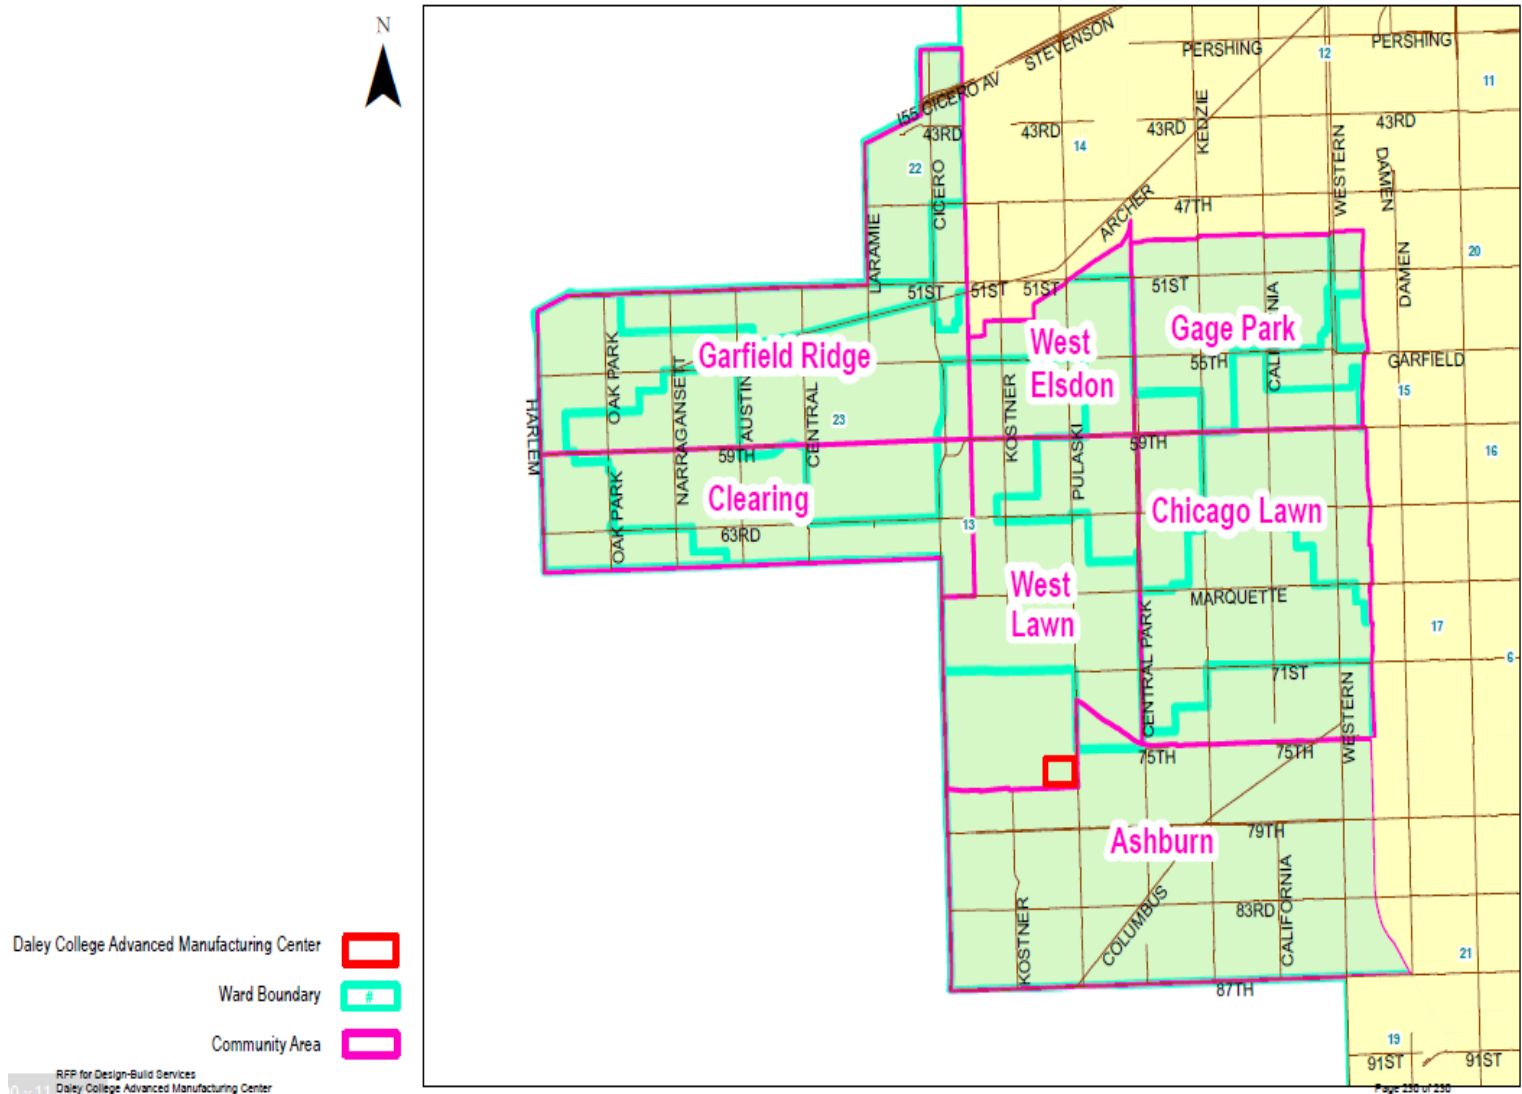 N
STEVENSON
PERSHING
PERSHING
12
11
I55 CICERO AV
43RD
43RD
43RD
43RD
KEDZIE
14
22
WESTERN
DAMEN
CICERO
ARCHER
47TH
LARAMIE
20
DAMEN
51ST
51ST
51ST
51ST
Gage Park
West
Elsdon
Garfield Ridge
OAK PARK
NARRAGANSETT
AUSTIN
CENTRAL
55TH
GARFIELD
15
KOSTNER
23
HARLEM
59TH
59TH
PULASKI
16
OAK PARK
Clearing
Chicago Lawn
63RD
13
West
Lawn
MARQUETTE
CENTRAL PARK
17
6
71ST
WESTERN
75TH
75TH
79TH
Ashburn
KOSTNER
COLUMBUS
83RD
CALIFORNIA
21
87TH
19
91ST
91ST
Daley College Advanced Manufacturing Center
Ward Boundary
#
Community Area
RFP for Design-Build Services
Daley College Advanced Manufacturing Center
Page 230 of 230